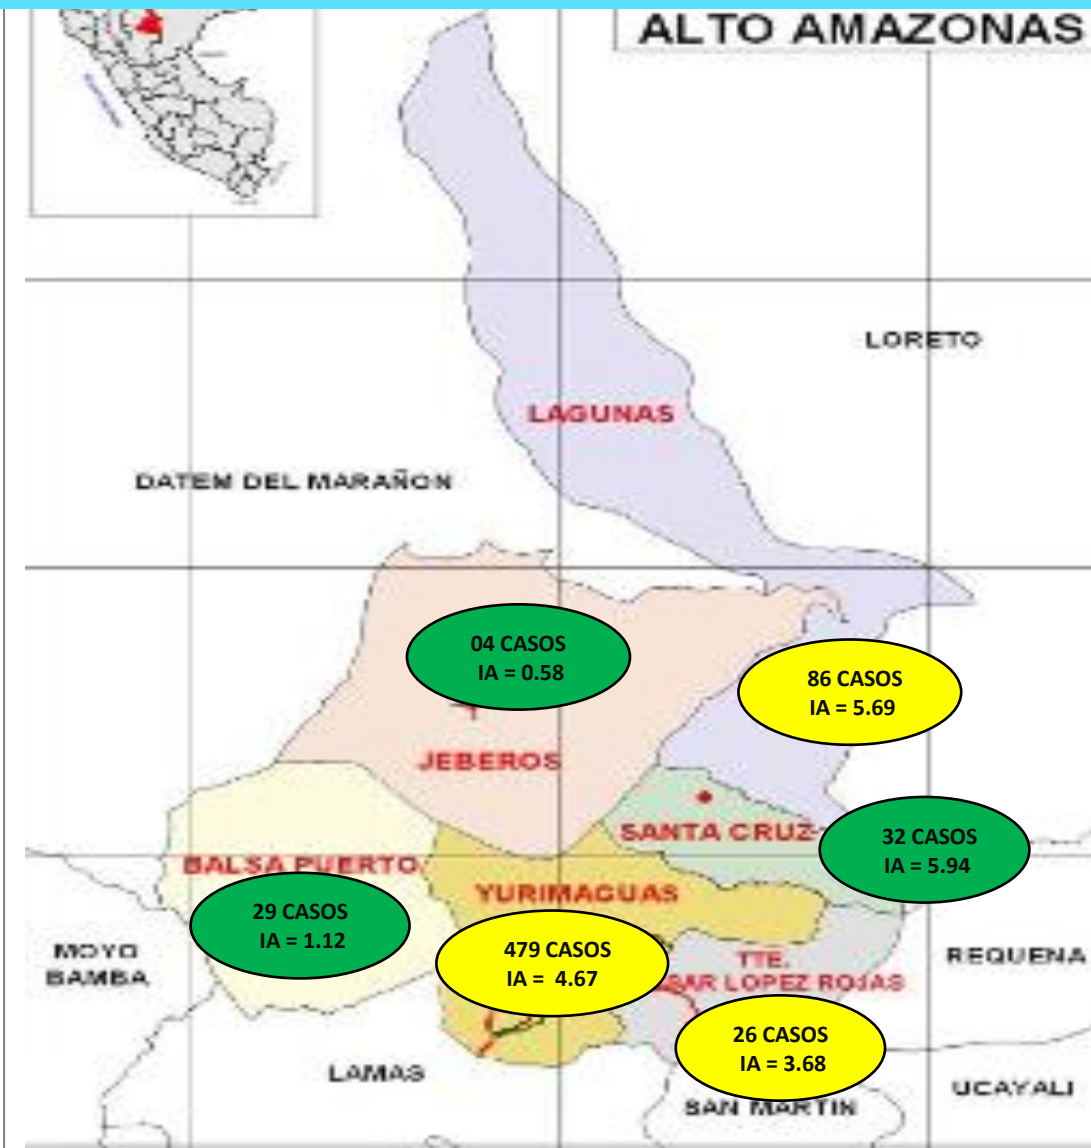 ALTO AMAZONAS
LORETO
LAGUNAS
DATEM DEL MARAÑON
04 CASOS
IA = 0.58
86 CASOS
IA = 5.69
JEBEROS
SANTA CRUZ
32 CASOS
IA = 5.94
BALSA PUERTO
YURIMAGUAS
29 CASOS
IA = 1.12
479 CASOS
IA = 4.67
MOYO
BAMBA
TTE.
SAR LOPEZ ROJAS
REQUENA
26 CASOS
IA = 3.68
LAMAS
UCAYALI
SAN MARTIN